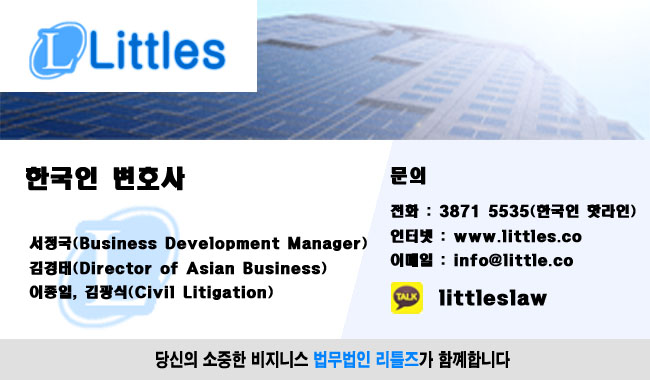 L Littles
한국인 변호사
서정국(Business Development Manager)
김경태(Director of Asian Business)
이종일, 김광식(Civil Litigation)
문의
전화 : 3871 5535(한국인 핫라인)
인터넷 : www.littles.co
이메일 : info@little.co
TALK littleslaw
당신의 소중한 비지니스 법무법인 리틀즈가 함께합니다